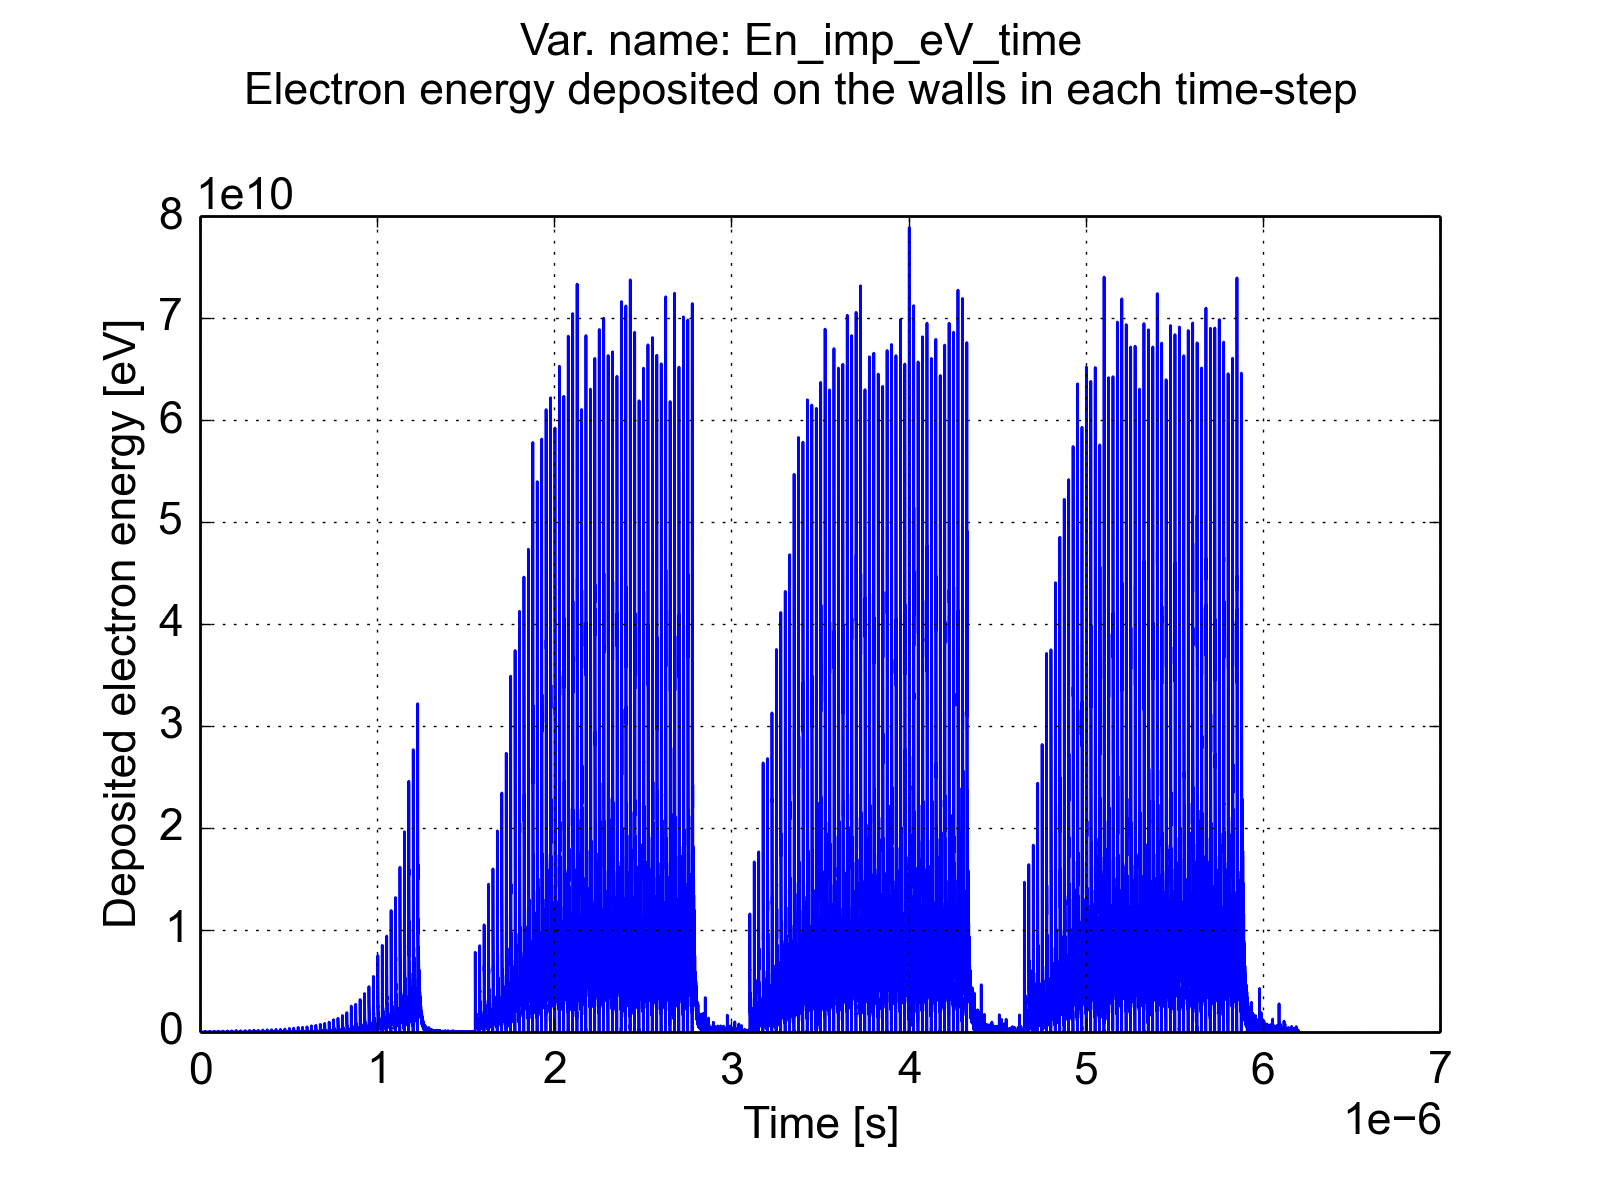 Var. name: En_imp_eV_time
Electron energy deposited on the walls in each time-step
1e10
8
7
6
5
4
3
2
1
0
Deposited electron energy [eV]
0 1 2 3 4 5 6 7
Time [s]
1e−6